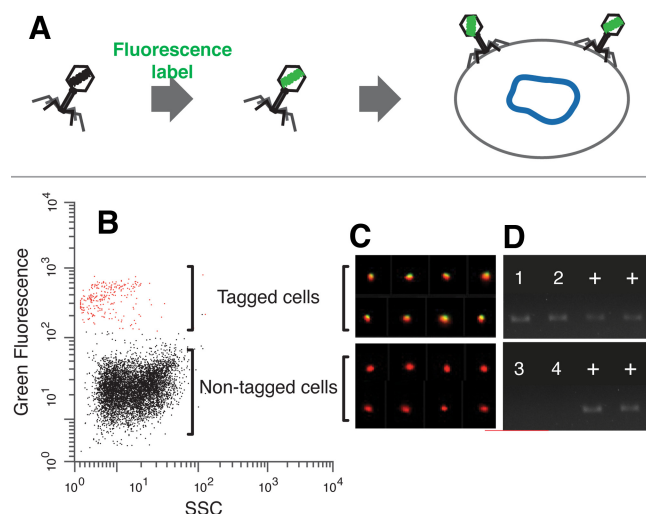 A
Fluorescence
label
B
C
D
Green Fluorescence
10^4
10^3
10^2
10^1
10^0
Tagged cells
Non-tagged cells
10^0 10^1 10^2 10^3 10^4
SSC
1 2 + +
3 4 + +